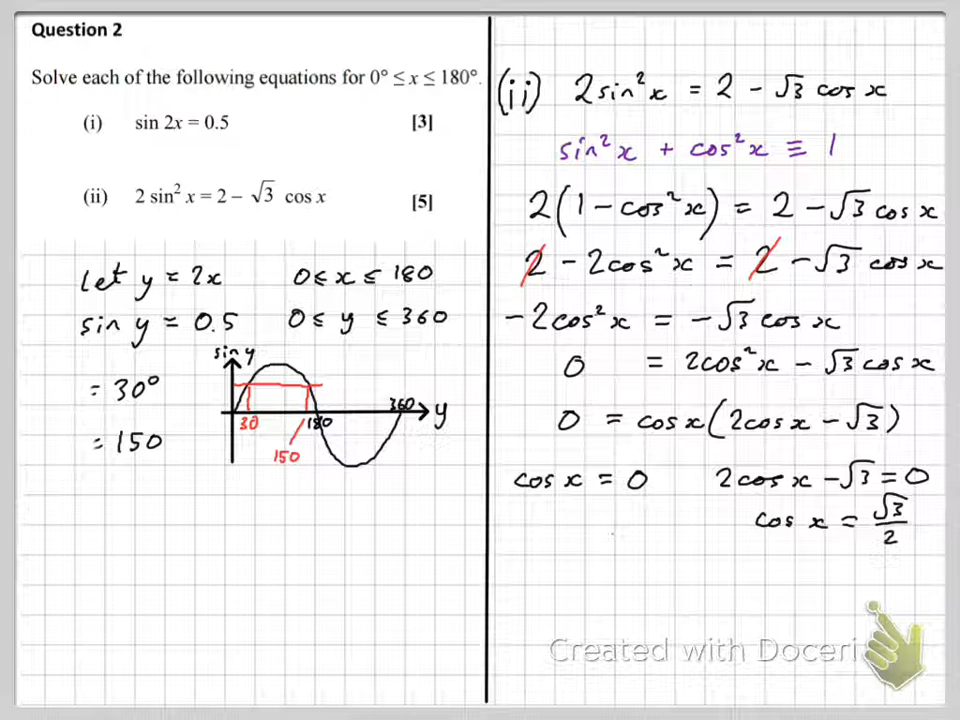 Question 2
Solve each of the following equations for 0° ≤ x ≤ 180°.
(i) sin 2x = 0.5 [3]
(ii) 2 sin² x = 2 – √3 cos x [5]
let y = 2x 0 ≤ x ≤ 180
sin y = 0.5 0 ≤ y ≤ 360
= 30°
= 150
sin y
30
150
180
360
y
(ii) 2sin²x = 2 - √3 cos x
sin²x + cos²x ≡ 1
2(1 - cos²x) = 2 - √3 cos x
2 - 2cos²x = 2 - √3 cos x
-2cos²x = -√3 cos x
0 = 2cos²x - √3 cos x
0 = cos x(2cos x - √3)
cos x = 0 2cos x - √3 = 0
cos x = √3/2
Created with Doceri